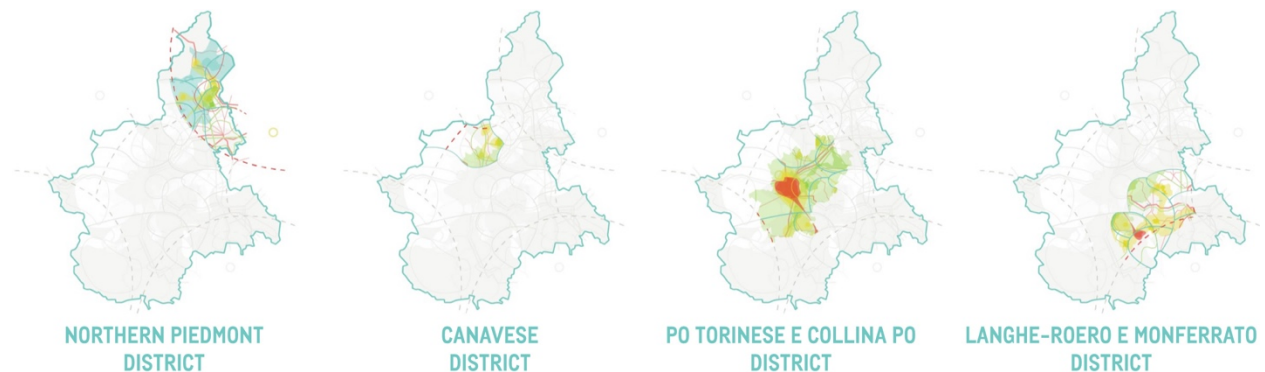 NORTHERN PIEDMONT
DISTRICT
CANAVESE
DISTRICT
PO TORINESE E COLLINA PO
DISTRICT
LANGHE-ROERO E MONFERRATO
DISTRICT